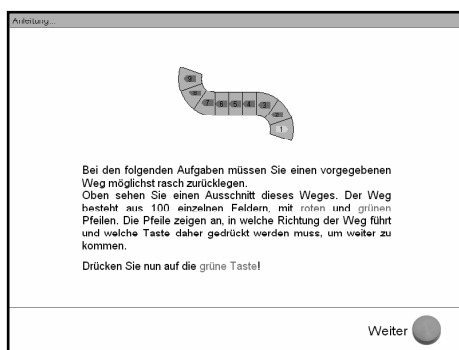 Anleitung...
9
8
7 6 5 4 3
2
1
Bei den folgenden Aufgaben müssen Sie einen vorgegebenen
Weg möglichst rasch zurücklegen.
Oben sehen Sie einen Ausschnitt dieses Weges. Der Weg
besteht aus 100 einzelnen Feldern, mit roten und grünen
Pfeilen. Die Pfeile zeigen an, in welche Richtung der Weg führt
und welche Taste daher gedrückt werden muss, um weiter zu
kommen.
Drücken Sie nun auf die grüne Taste!
Weiter